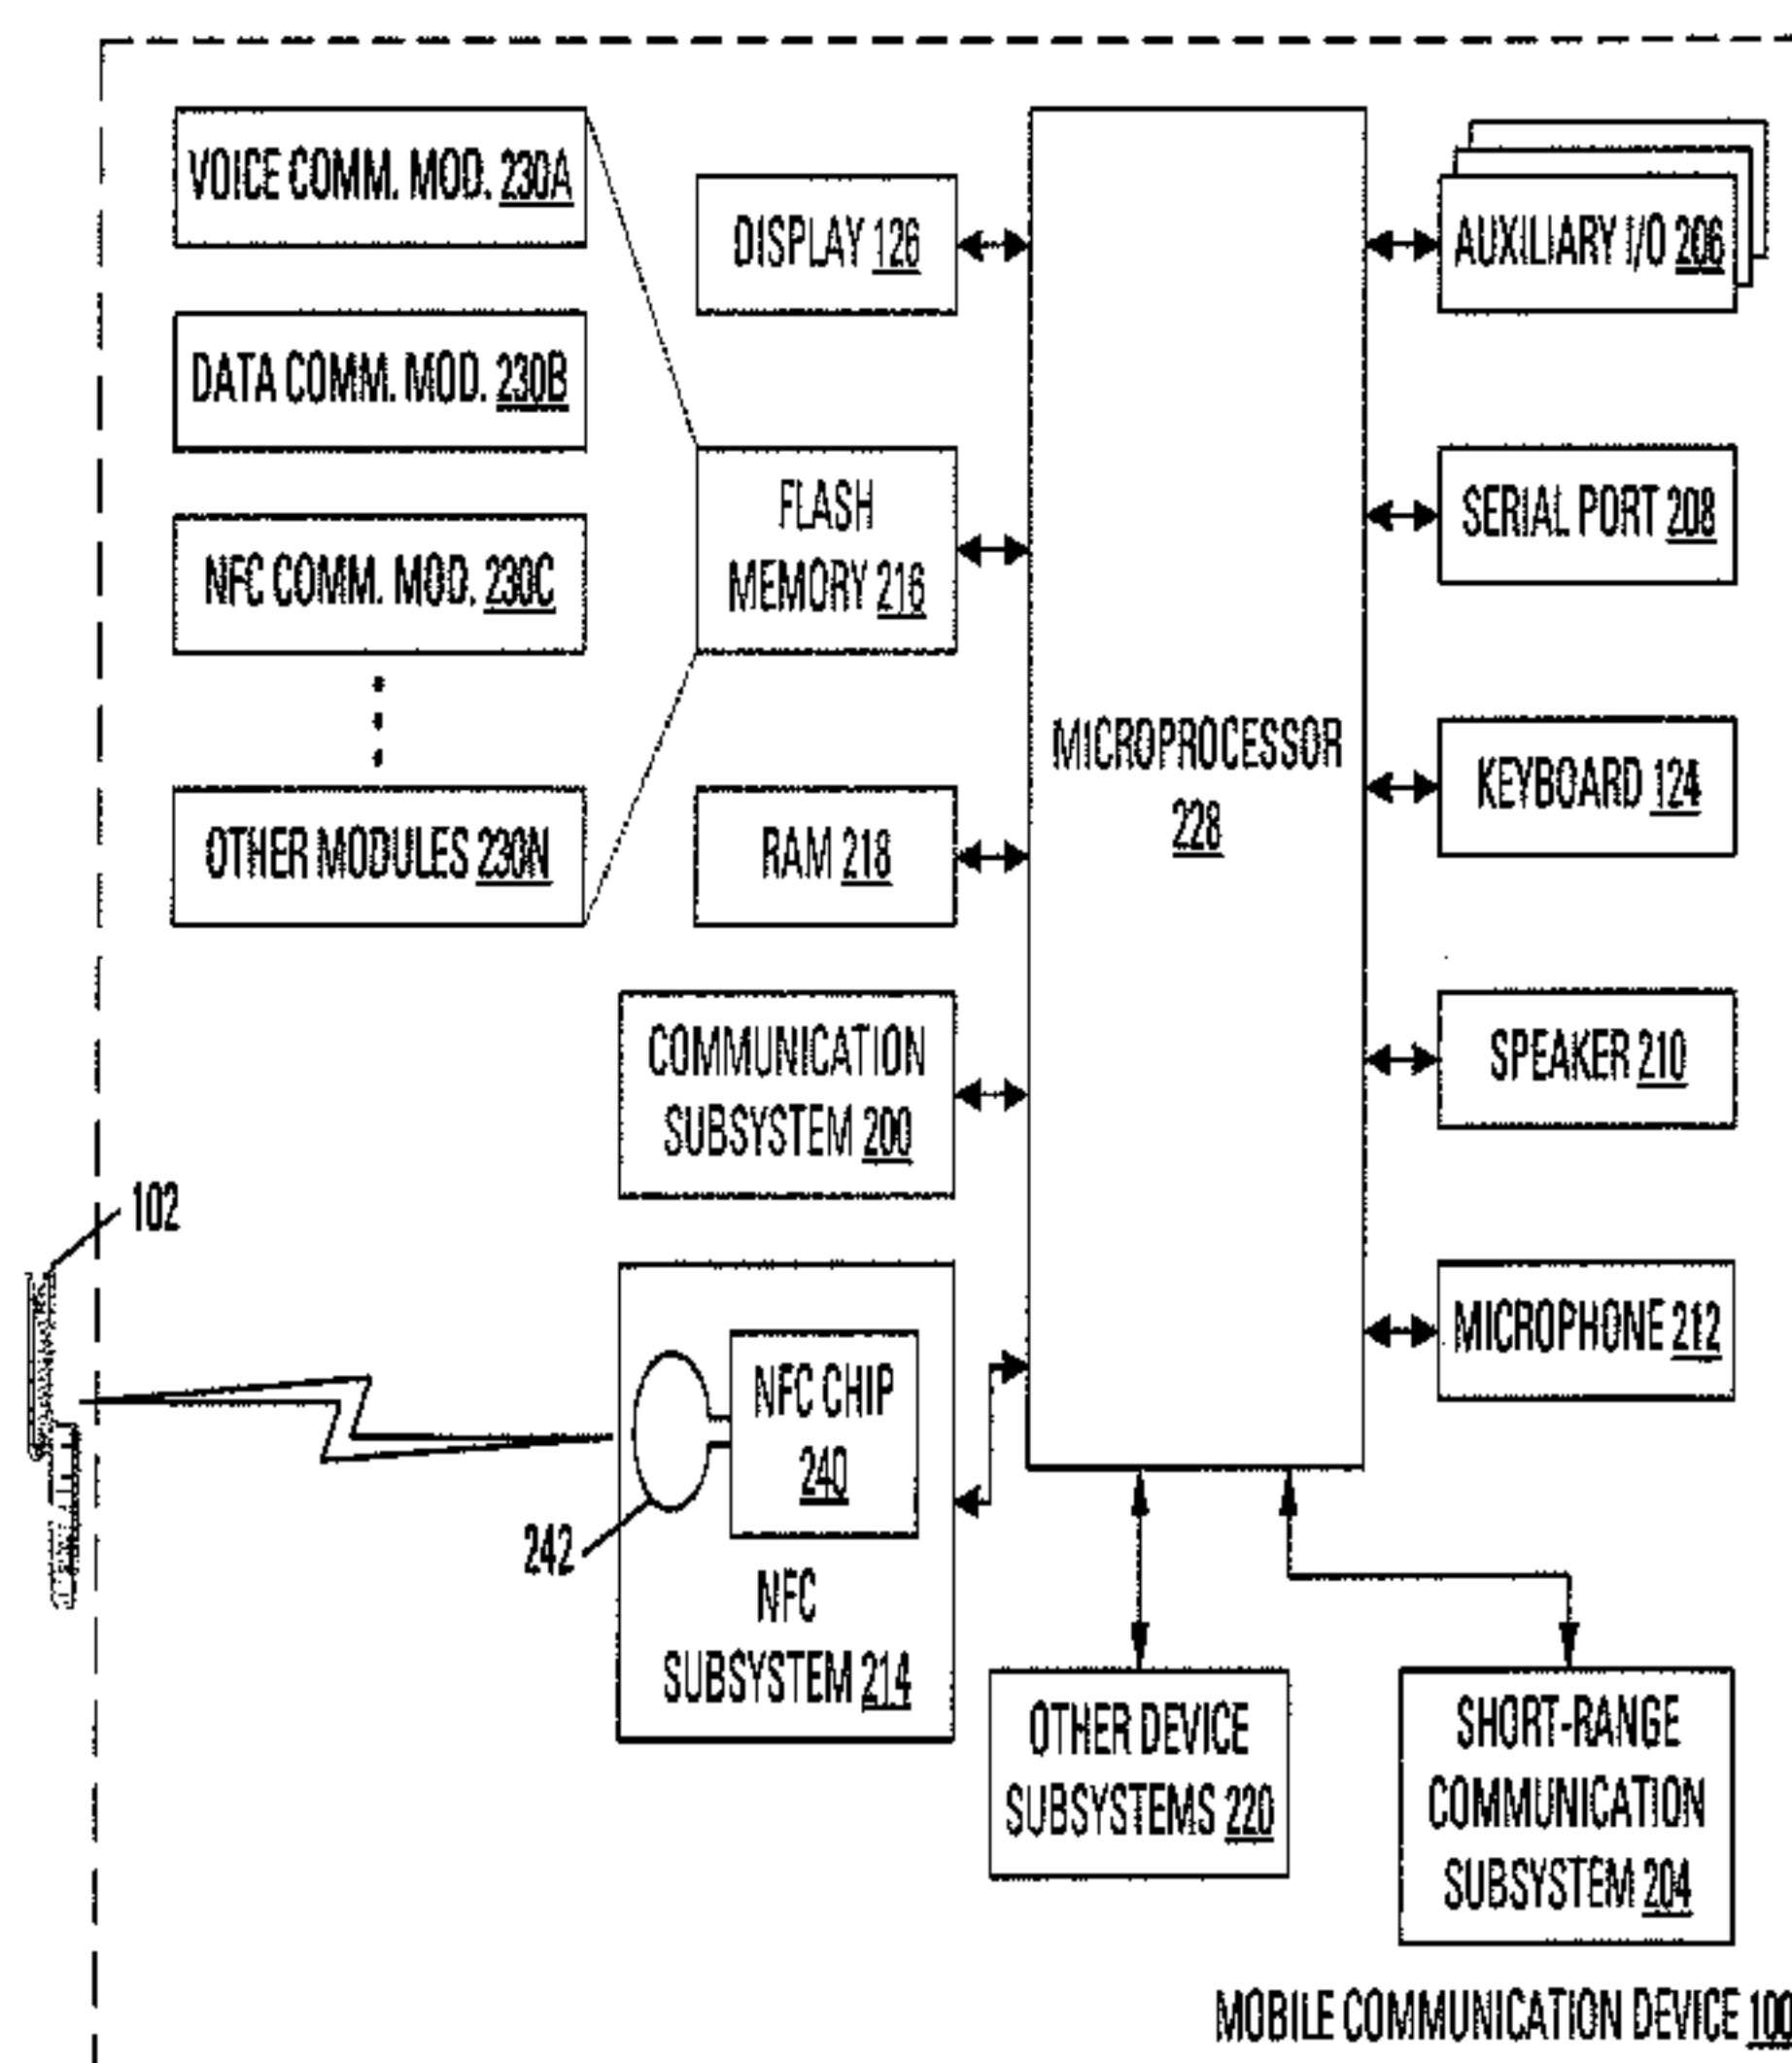 VOICE COMM. MOD. 230A
DATA COMM. MOD. 230B
NFC COMM. MOD. 230C
OTHER MODULES 230N
DISPLAY 126
FLASH
MEMORY 216
RAM 218
COMMUNICATION
SUBSYSTEM 200
MICROPROCESSOR
228
AUXILIARY I/O 206
SERIAL PORT 208
KEYBOARD 124
SPEAKER 210
MICROPHONE 212
102
NFC CHIP
240
242
NFC
SUBSYSTEM 214
OTHER DEVICE
SUBSYSTEMS 220
SHORT-RANGE
COMMUNICATION
SUBSYSTEM 204
MOBILE COMMUNICATION DEVICE 100